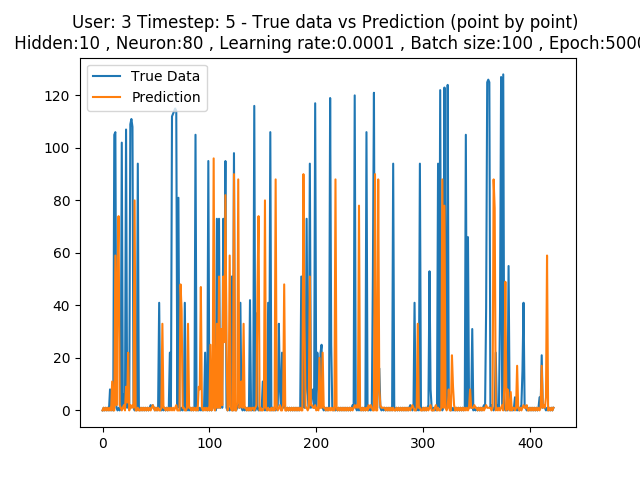 User: 3 Timestep: 5 - True data vs Prediction (point by point)
Hidden:10 , Neuron:80 , Learning rate:0.0001 , Batch size:100 , Epoch:5000
True Data
Prediction
120
100
80
60
40
20
0
0 100 200 300 400